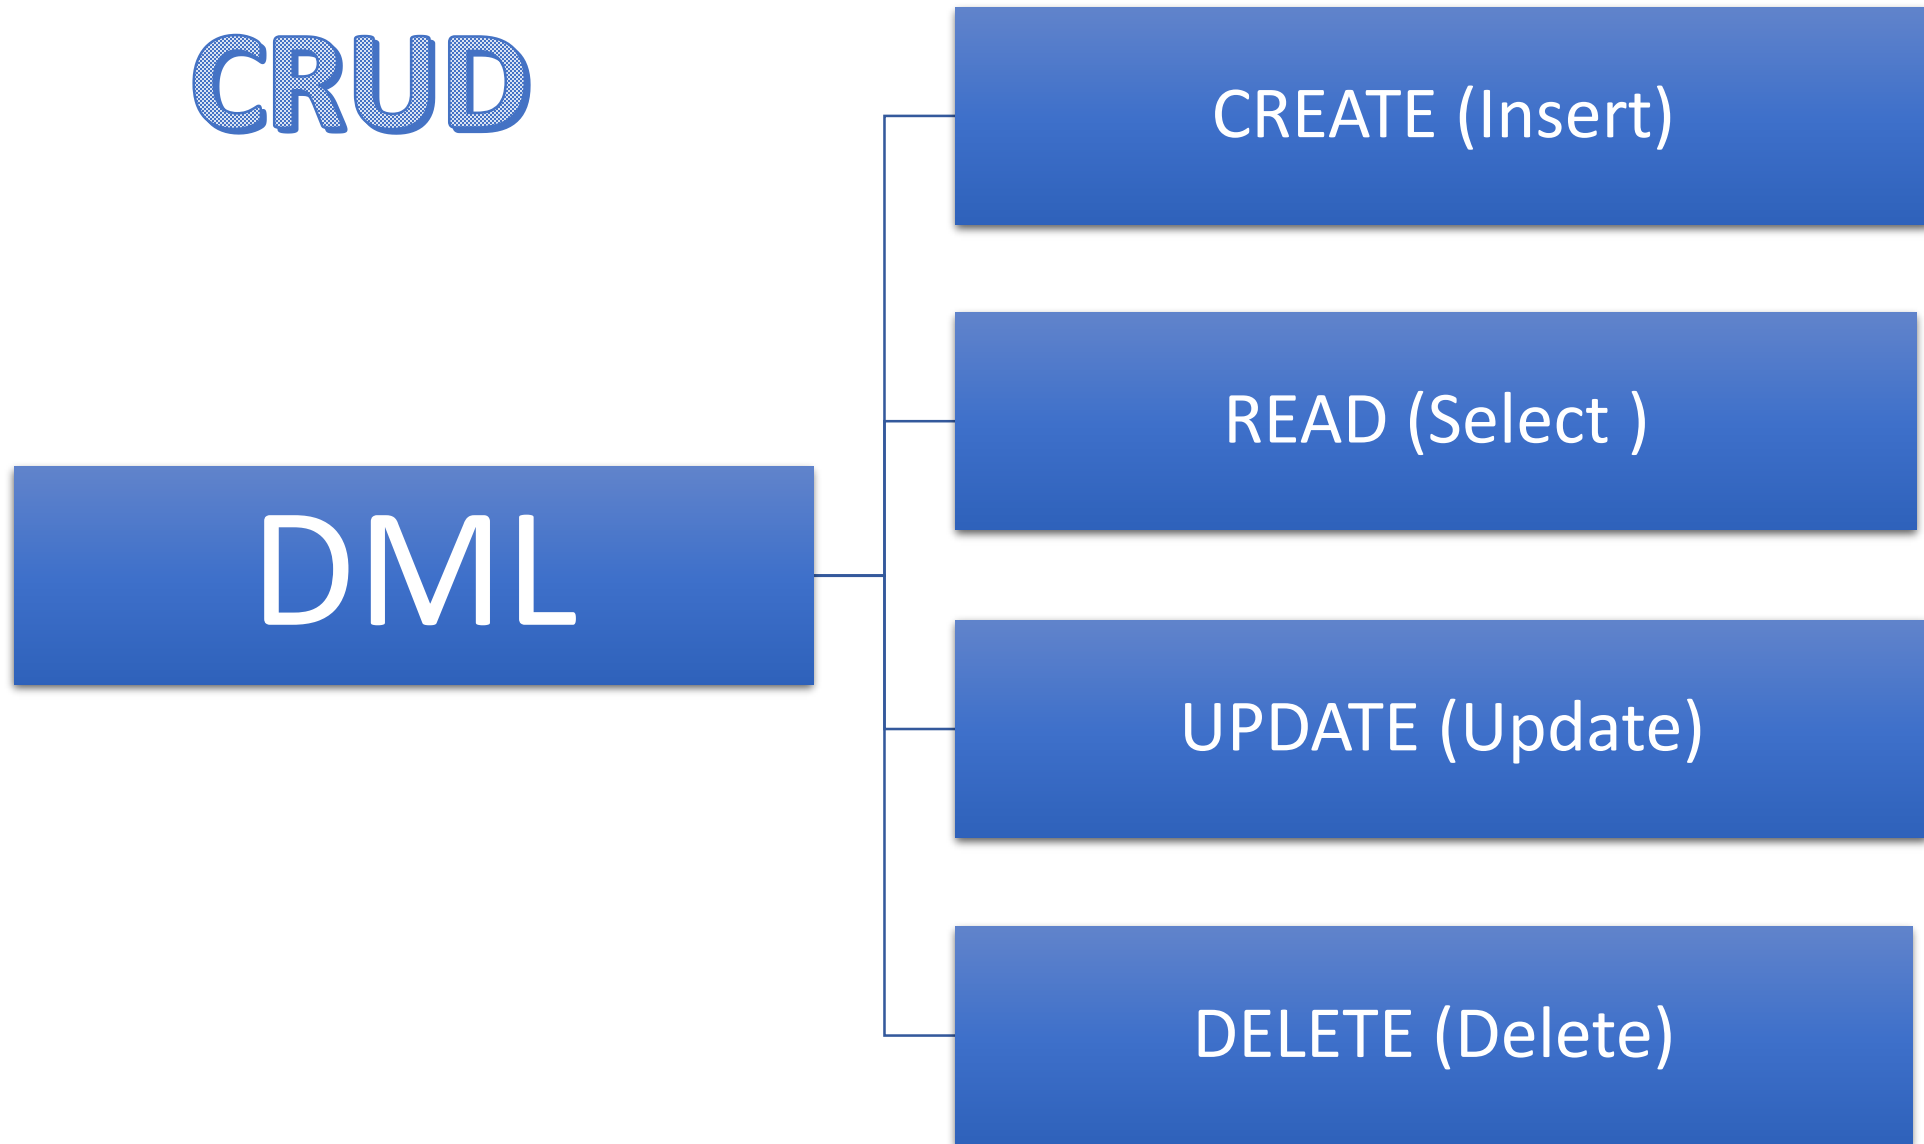 CRUD
DML
CREATE (Insert)
READ (Select )
UPDATE (Update)
DELETE (Delete)